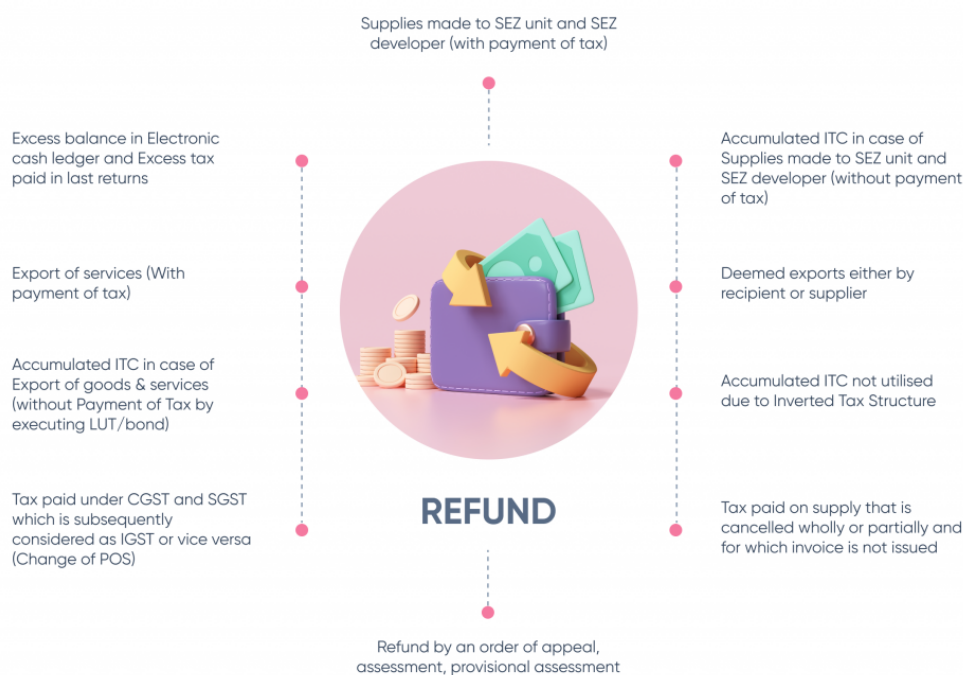 Supplies made to SEZ unit and SEZ
developer (with payment of tax)
Excess balance in Electronic
cash ledger and Excess tax
paid in last returns
Export of services (With
payment of tax)
Accumulated ITC in case of
Export of goods & services
(without Payment of Tax by
executing LUT/bond)
Tax paid under CGST and SGST
which is subsequently
considered as IGST or vice versa
(Change of POS)
Accumulated ITC in case of
Supplies made to SEZ unit and
SEZ developer (without payment
of tax)
Deemed exports either by
recipient or supplier
Accumulated ITC not utilised
due to Inverted Tax Structure
Tax paid on supply that is
cancelled wholly or partially and
for which invoice is not issued
REFUND
Refund by an order of appeal,
assessment, provisional assessment